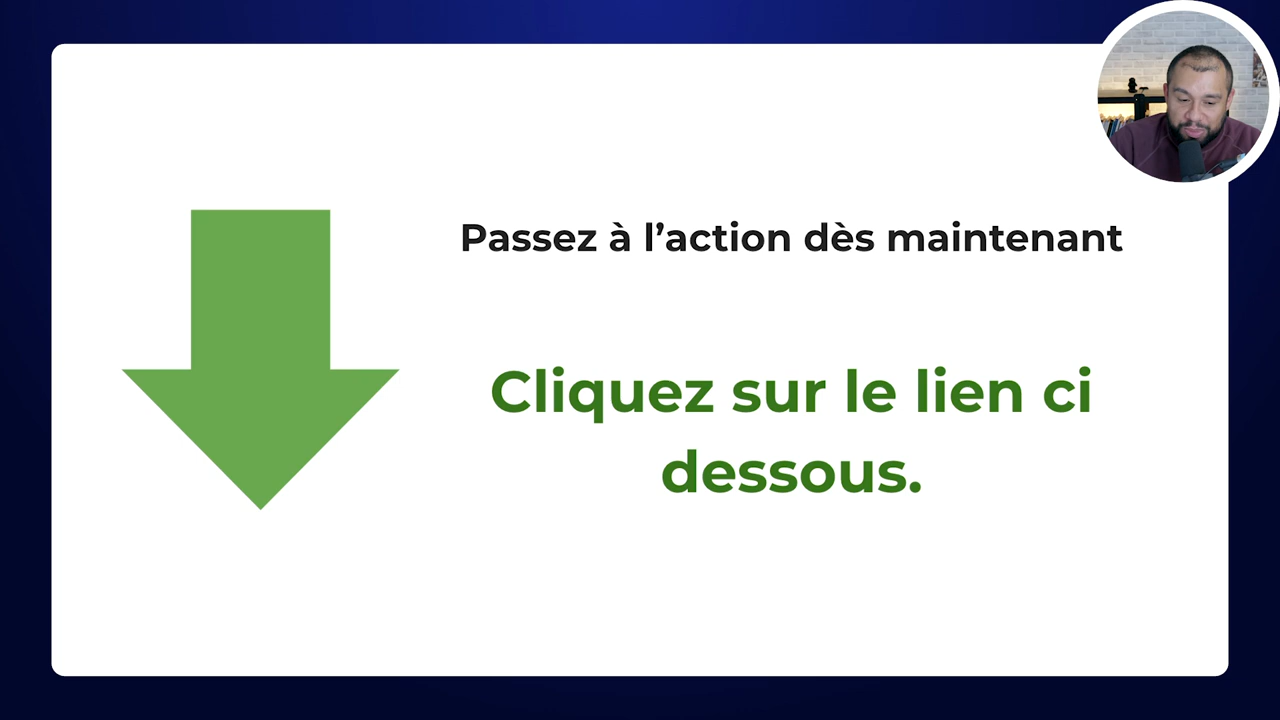 Passez à l’action dès maintenant
Cliquez sur le lien ci
dessous.